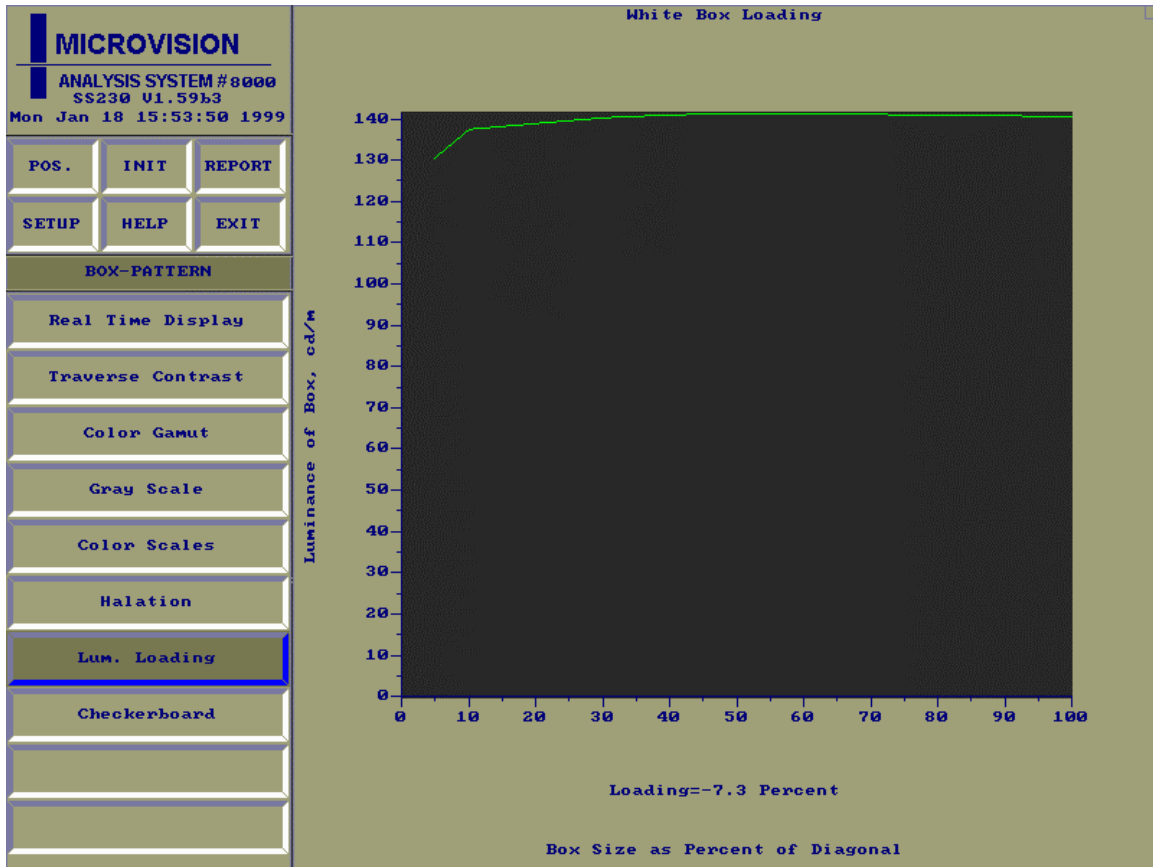 MICROVISION
ANALYSIS SYSTEM #8000
SS230 V1.59b3
Mon Jan 18 15:53:50 1999
POS. INIT REPORT
SETUP HELP EXIT
BOX-PATTERN
Real Time Display
Traverse Contrast
Color Gamut
Gray Scale
Color Scales
Halation
Lum. Loading
Checkerboard
White Box Loading
Luminance of Box, cd/m
140
130
120
110
100
90
80
70
60
50
40
30
20
10
0
0 10 20 30 40 50 60 70 80 90 100
Loading=-7.3 Percent
Box Size as Percent of Diagonal